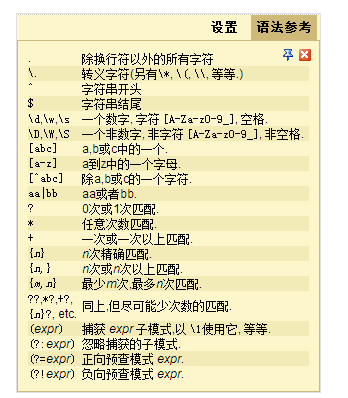 设置 语法参考
. 除换行符以外的所有字符
\. 转义字符(另有\*, \(, \\, 等等.)
^ 字符串开头
$ 字符串结尾
\d,\w,\s 一个数字, 字符 [A-Za-z0-9_], 空格.
\D,\W,\S 一个非数字, 非字符 [A-Za-z0-9_], 非空格.
[abc] a,b或c中的一个.
[a-z] a到z中的一个字母.
[^abc] 除a,b或c的一个字符.
aa|bb aa或者bb.
? 0次或1次匹配.
* 任意次数匹配.
+ 一次或一次以上匹配.
{n} n次精确匹配.
{n,} n次或n次以上匹配.
{m,n} 最少m次,最多n次匹配.
??,*?,+?,
{n}?, etc. 同上,但尽可能少次数的匹配.
(expr) 捕获 expr 子模式,以 \1使用它, 等等.
(?:expr) 忽略捕获的子模式.
(?=expr) 正向预查模式 expr.
(?!expr) 负向预查模式 expr.